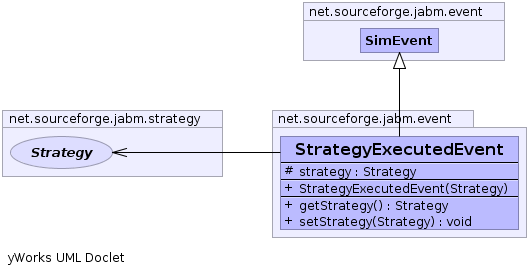 net.sourceforge.jabm.event
SimEvent
net.sourceforge.jabm.strategy
Strategy
net.sourceforge.jabm.event
StrategyExecutedEvent
# strategy : Strategy
+ StrategyExecutedEvent(Strategy)
+ getStrategy() : Strategy
+ setStrategy(Strategy) : void
yWorks UML Doclet